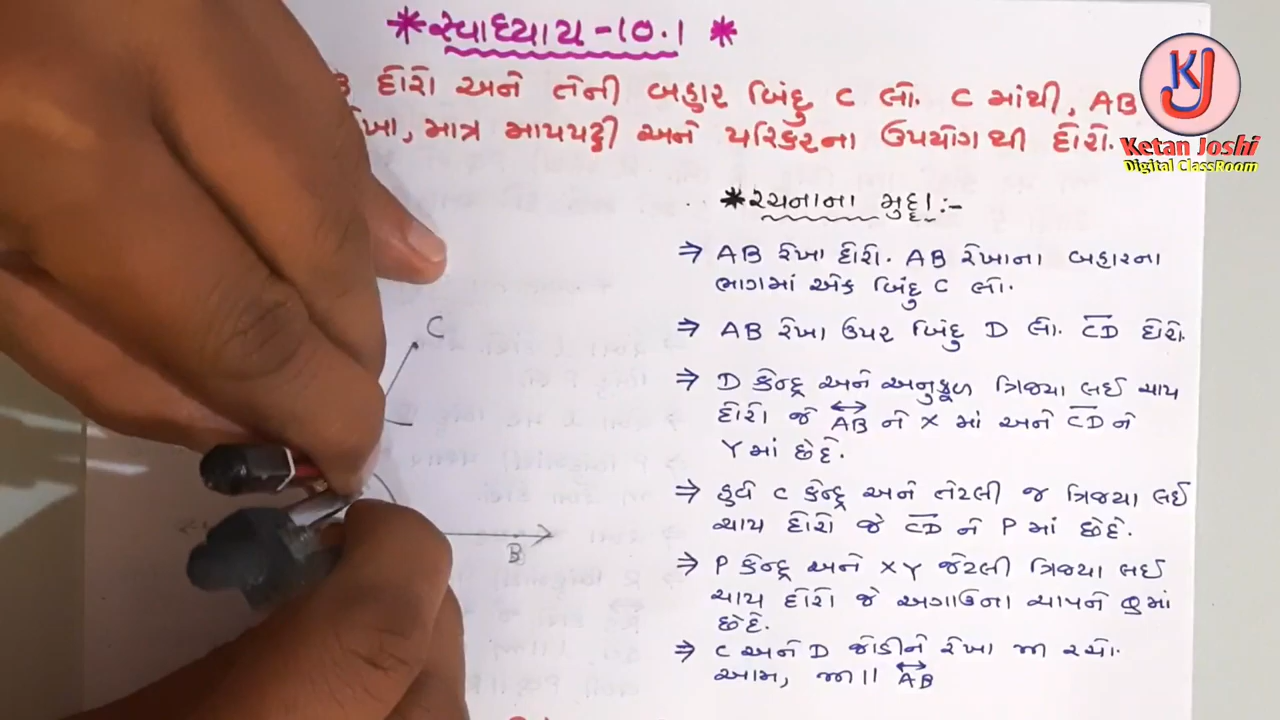 * સ્વાધ્યાય-10.1 *
દોરો અને તેની બહાર બિંદુ C લો. C માંથી, AB
માત્ર માપપટ્ટી અને પરિકરના ઉપયોગથી દોરો.
KJ
Ketan Joshi
Digital ClassRoom
* રચનાના મુદ્દા :-
⇒ AB રેખા દોરો. AB રેખાના બહારના
ભાગમાં એક બિંદુ C લો.
⇒ AB રેખા ઉપર બિંદુ D લો. CD દોરો.
⇒ D કેન્દ્ર અને અનુકૂળ ત્રિજ્યા લઈ ચાપ
દોરો જે AB ને X માં અને CD ને
Y માં છેદે.
⇒ હવે C કેન્દ્ર અને તેટલી જ ત્રિજ્યા લઈ
ચાપ દોરો જે CD ને P માં છેદે.
⇒ P કેન્દ્ર અને XY જેટલી ત્રિજ્યા લઈ
ચાપ દોરો જે અગાઉના ચાપને Q માં
છેદે.
⇒ C અને D જોડીને રેખા m રચો.
આમ, m || AB
C
B